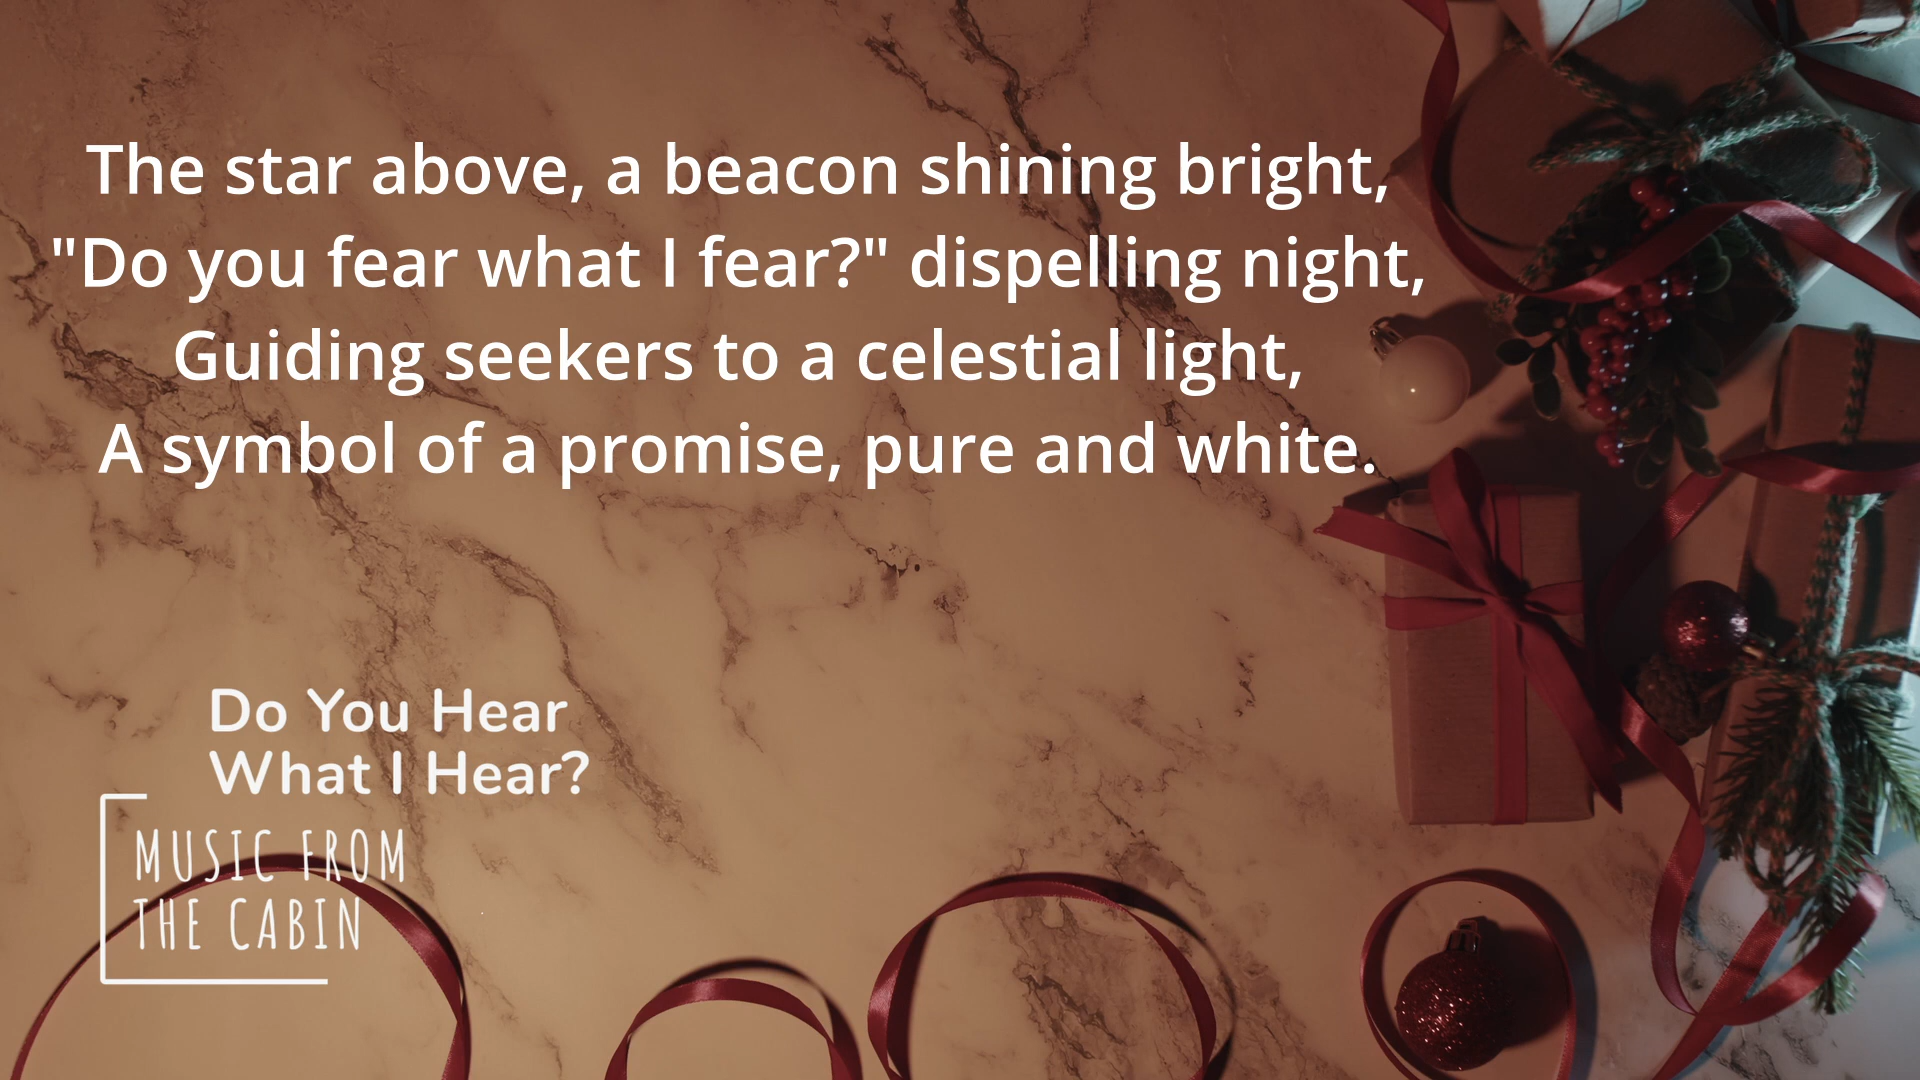 The star above, a beacon shining bright,
"Do you fear what I fear?" dispelling night,
Guiding seekers to a celestial light,
A symbol of a promise, pure and white.
Do You Hear
What I Hear?
MUSIC FROM
THE CABIN